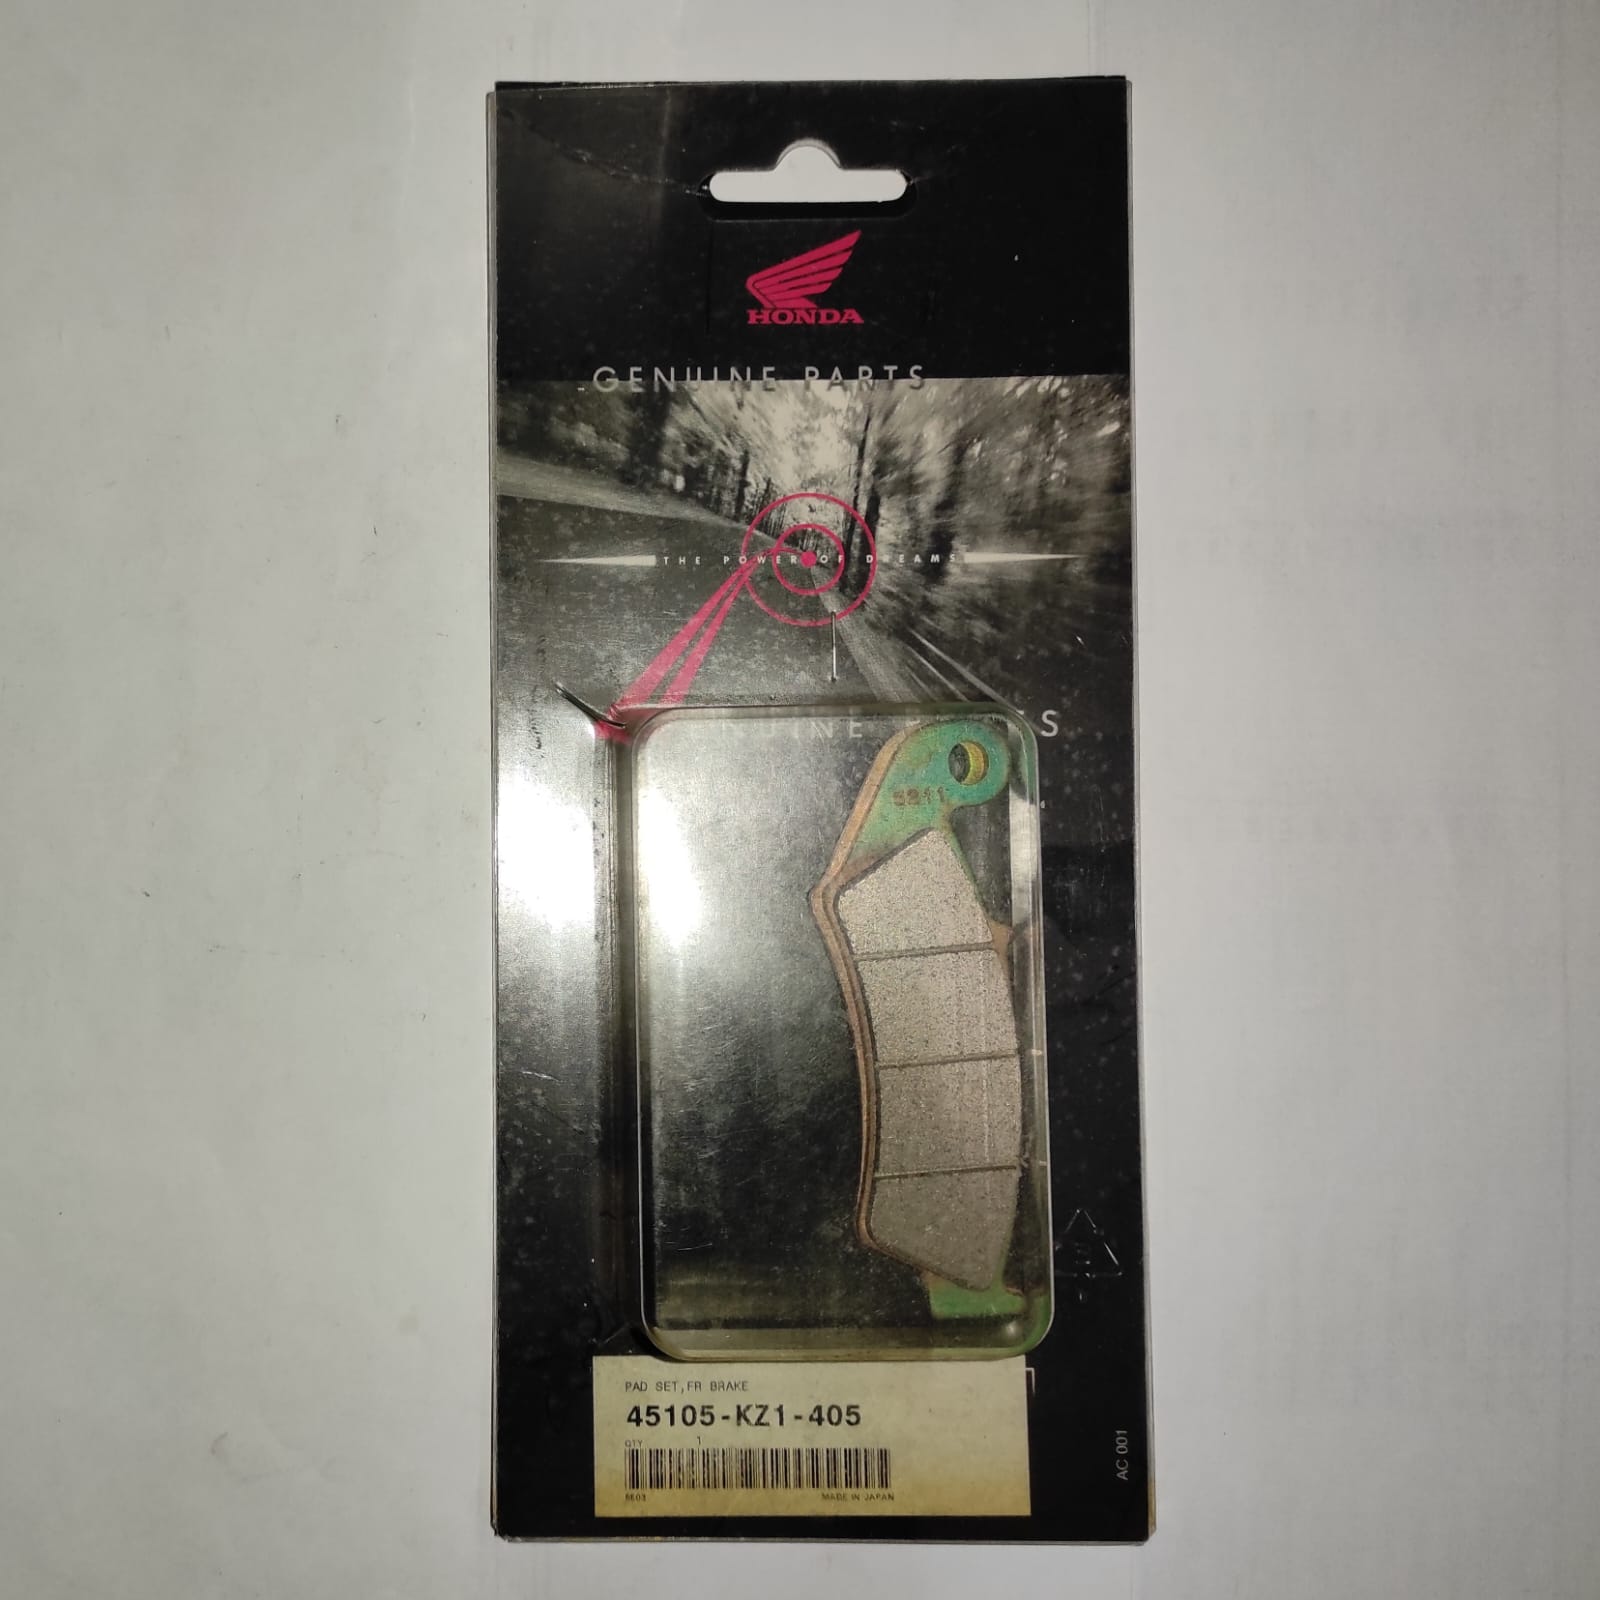 HONDA
GENUINE PARTS
THE POWER OF DREAMS
5211
PAD SET,FR BRAKE
45105-KZ1-405
QTY 1
MADE IN JAPAN
AC 001